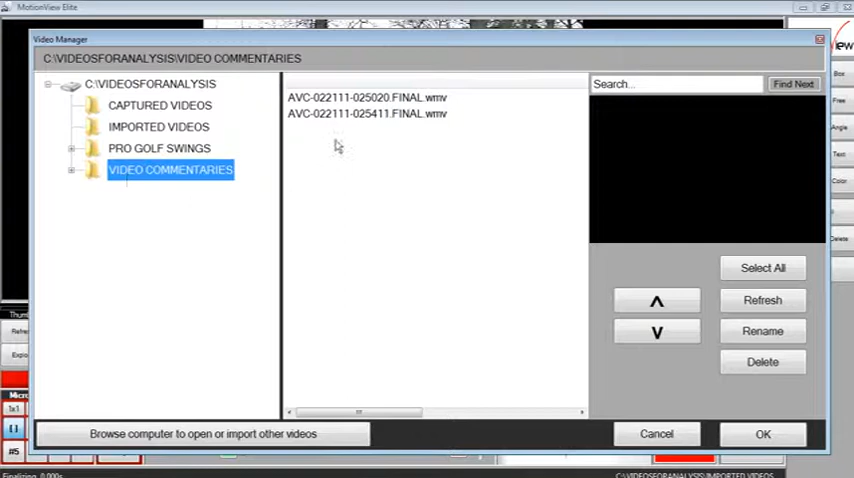 MotionView Elite
Video Manager
C:\VIDEOSFORANALYSIS\VIDEO COMMENTARIES
C:\VIDEOSFORANALYSIS
CAPTURED VIDEOS
IMPORTED VIDEOS
PRO GOLF SWINGS
VIDEO COMMENTARIES
AVC-022111-025020.FINAL.wmv
AVC-022111-025411.FINAL.wmv
Search...
Find Next
Select All
Refresh
Rename
Delete
Λ
V
Browse computer to open or import other videos
Cancel
OK
Box
Free
Angle
Text
Color
Delete
1x1
[ ]
#5
Finalizing 0.000s
C:\VIDEOSFORANALYSIS\IMPORTED VIDEOS